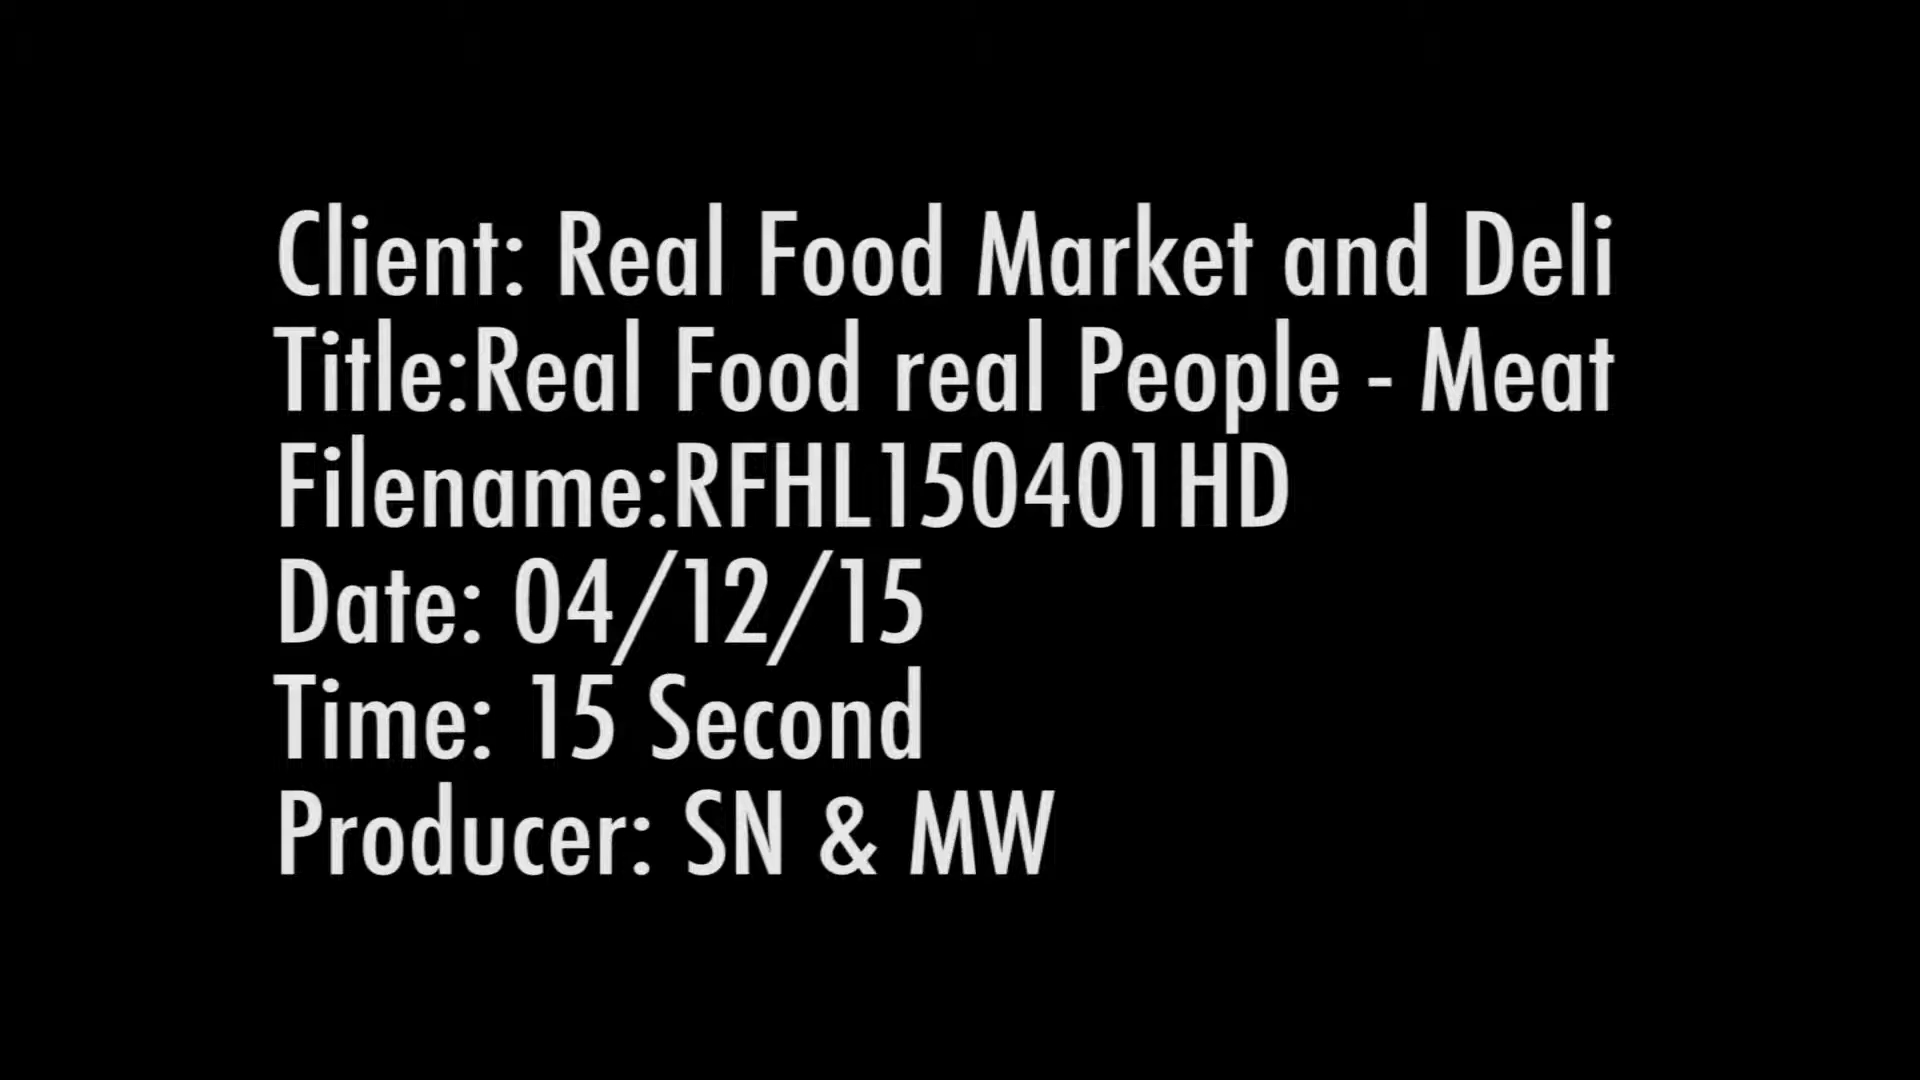 Client: Real Food Market and Deli
Title:Real Food real People - Meat
Filename:RFHL150401HD
Date: 04/12/15
Time: 15 Second
Producer: SN & MW